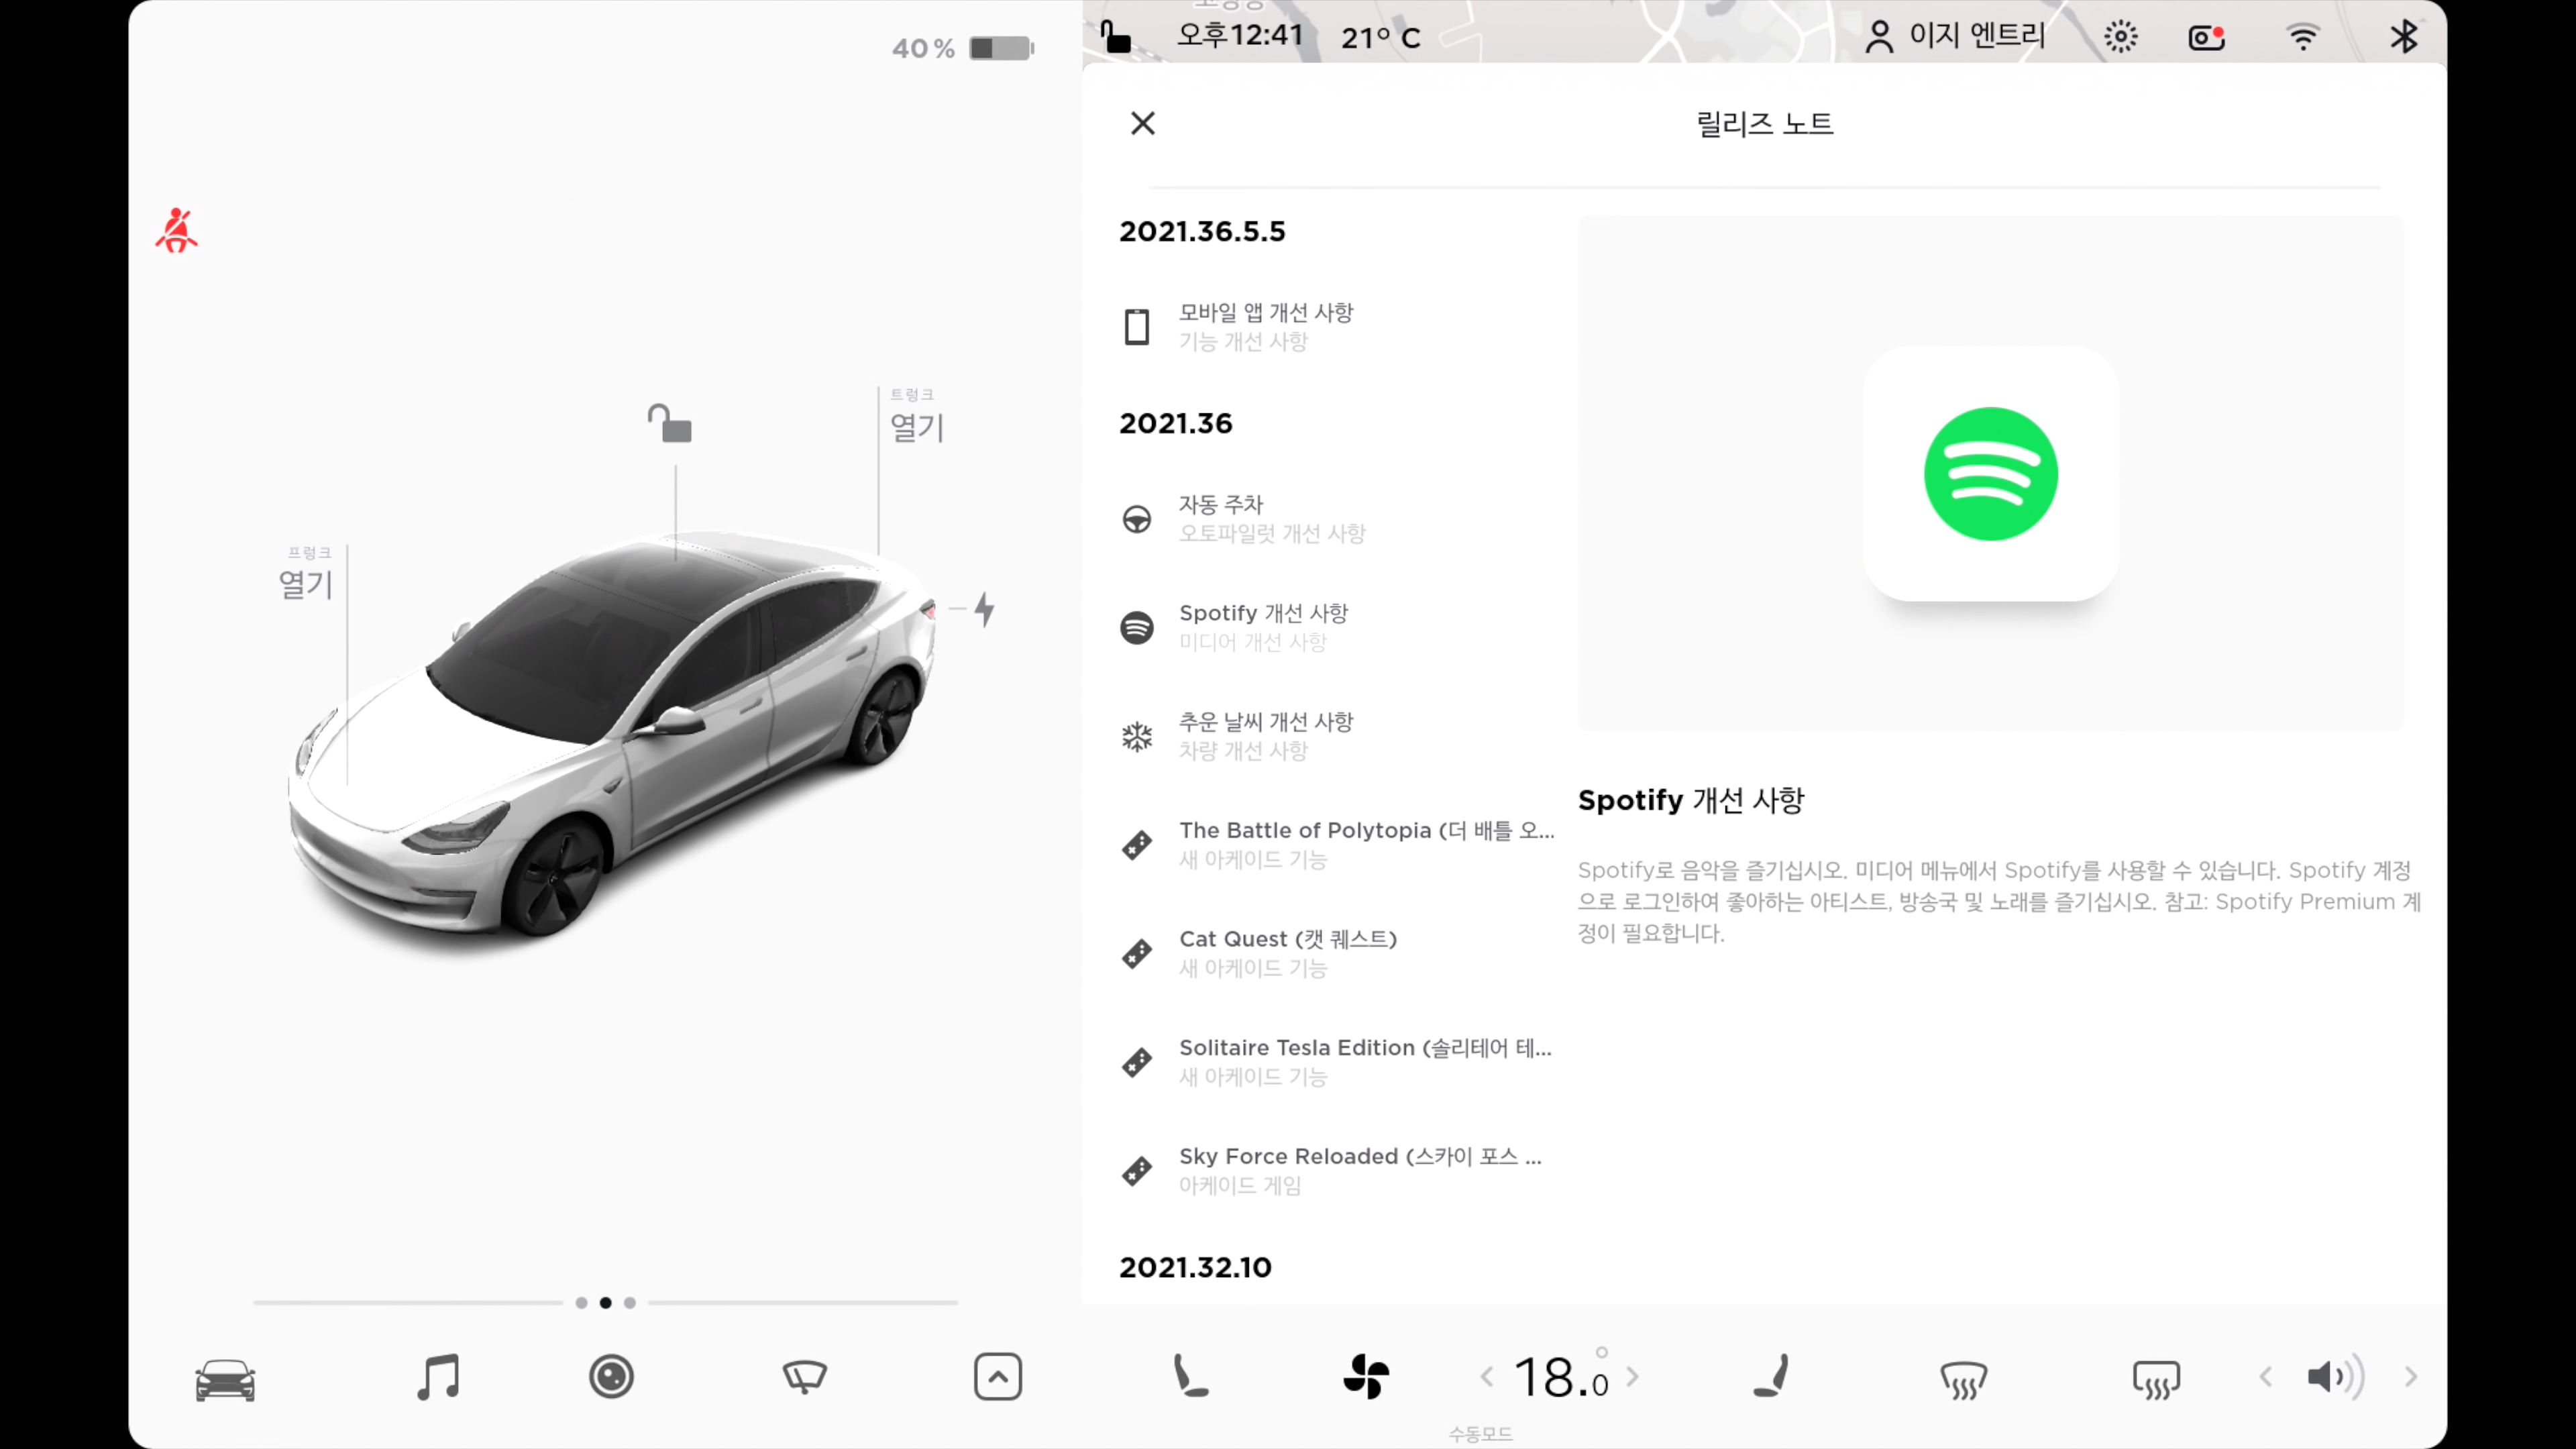 40 %
오후 12:41
21° C
이지 엔트리
릴리즈 노트
트렁크
열기
프렁크
열기
2021.36.5.5
모바일 앱 개선 사항
기능 개선 사항
2021.36
자동 주차
오토파일럿 개선 사항
Spotify 개선 사항
미디어 개선 사항
추운 날씨 개선 사항
차량 개선 사항
The Battle of Polytopia (더 배틀 오...
새 아케이드 기능
Cat Quest (캣 퀘스트)
새 아케이드 기능
Solitaire Tesla Edition (솔리테어 테...
새 아케이드 기능
Sky Force Reloaded (스카이 포스 ...
아케이드 게임
2021.32.10
Spotify 개선 사항
Spotify로 음악을 즐기십시오. 미디어 메뉴에서 Spotify를 사용할 수 있습니다. Spotify 계정
으로 로그인하여 좋아하는 아티스트, 방송국 및 노래를 즐기십시오. 참고: Spotify Premium 계
정이 필요합니다.
18.0°
수동모드